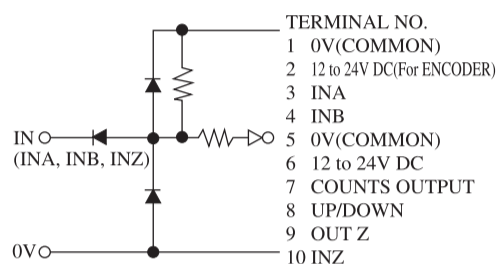 TERMINAL NO.
1 0V(COMMON)
2 12 to 24V DC(For ENCODER)
3 INA
4 INB
5 0V(COMMON)
6 12 to 24V DC
7 COUNTS OUTPUT
8 UP/DOWN
9 OUT Z
10 INZ
IN
(INA, INB, INZ)
0V